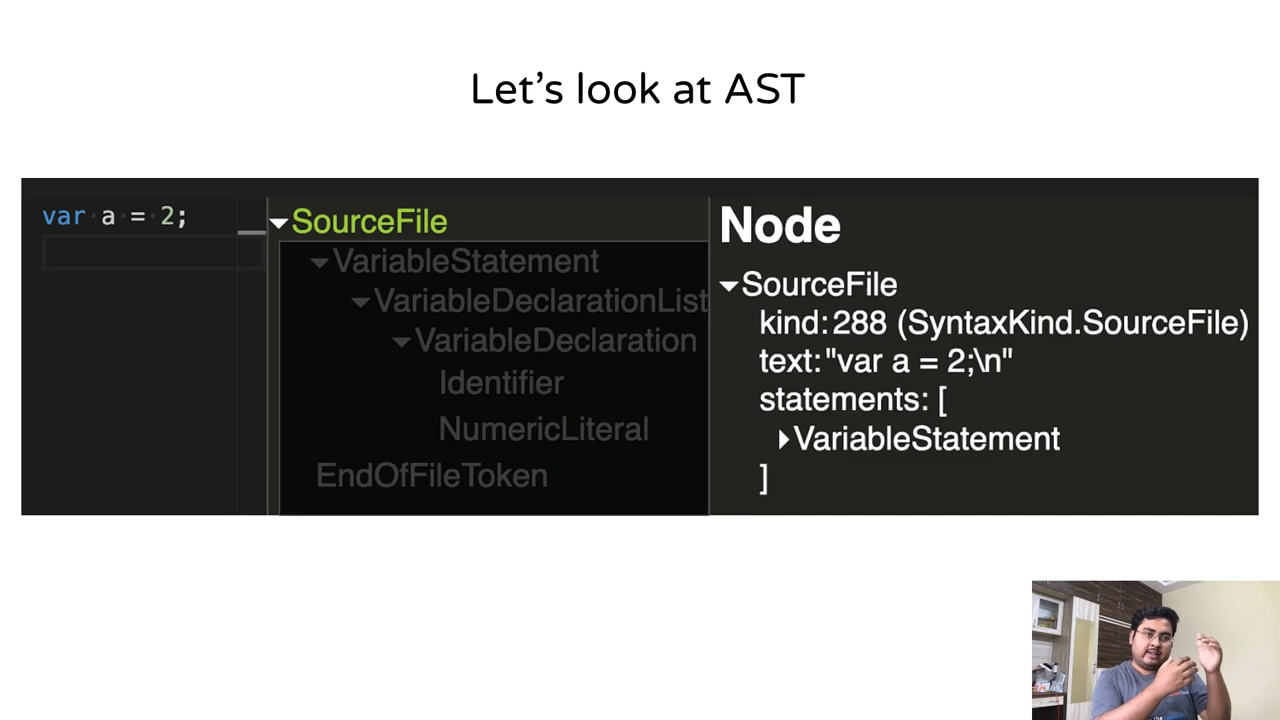 Let's look at AST
var a = 2;
SourceFile
VariableStatement
VariableDeclarationList
VariableDeclaration
Identifier
NumericLiteral
EndOfFileToken
Node
SourceFile
kind: 288 (SyntaxKind.SourceFile)
text: "var a = 2;\n"
statements: [
VariableStatement
]